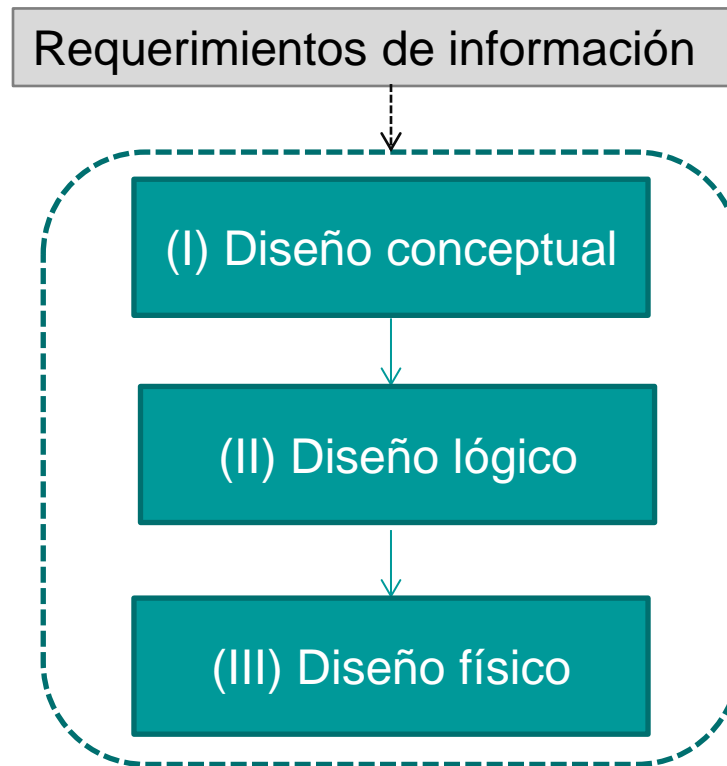 Requerimientos de información
(I) Diseño conceptual
(II) Diseño lógico
(III) Diseño físico